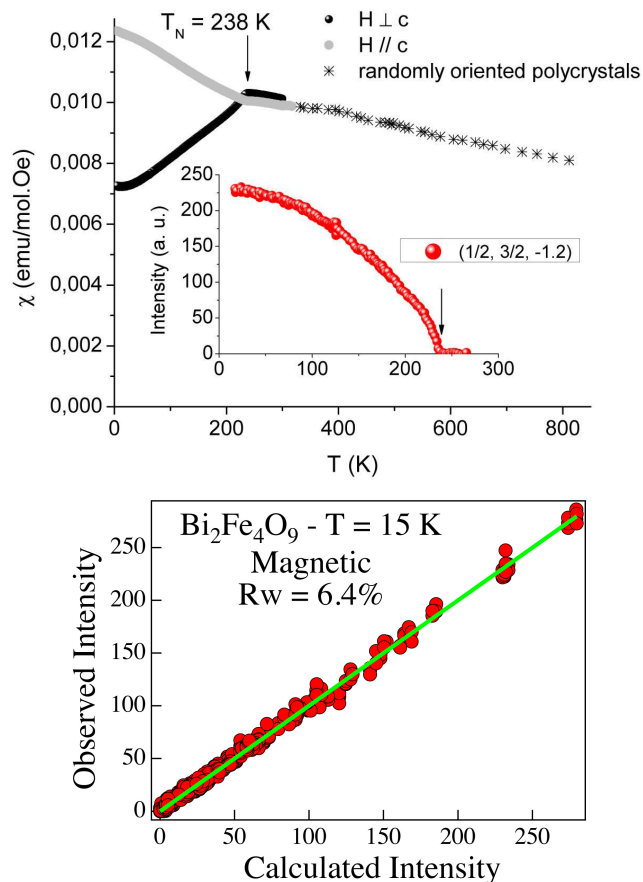 T_N = 238 K
H ⊥ c
H // c
randomly oriented polycrystals
0,012
0,010
0,008
0,006
0,004
0,002
0,000
χ (emu/mol.Oe)
250
200
150
100
50
0
Intensity (a. u.)
(1/2, 3/2, -1.2)
0 100 200 300
0 200 400 600 800
T (K)
Bi₂Fe₄O₉ - T = 15 K
Magnetic
Rw = 6.4%
250
200
150
100
50
0
Observed Intensity
0 50 100 150 200 250
Calculated Intensity